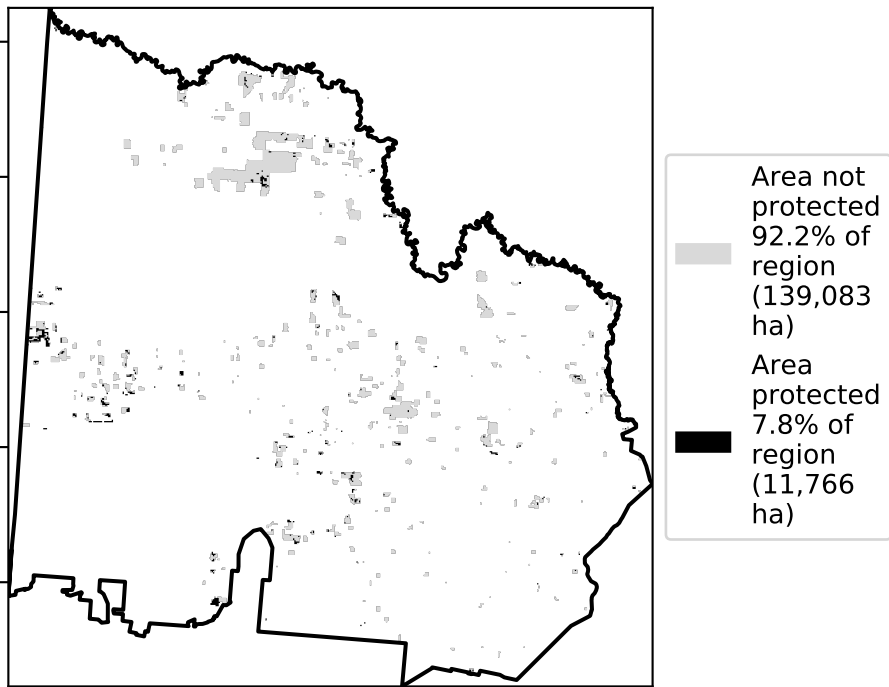 Area not
protected
92.2% of
region
(139,083
ha)
Area
protected
7.8% of
region
(11,766
ha)